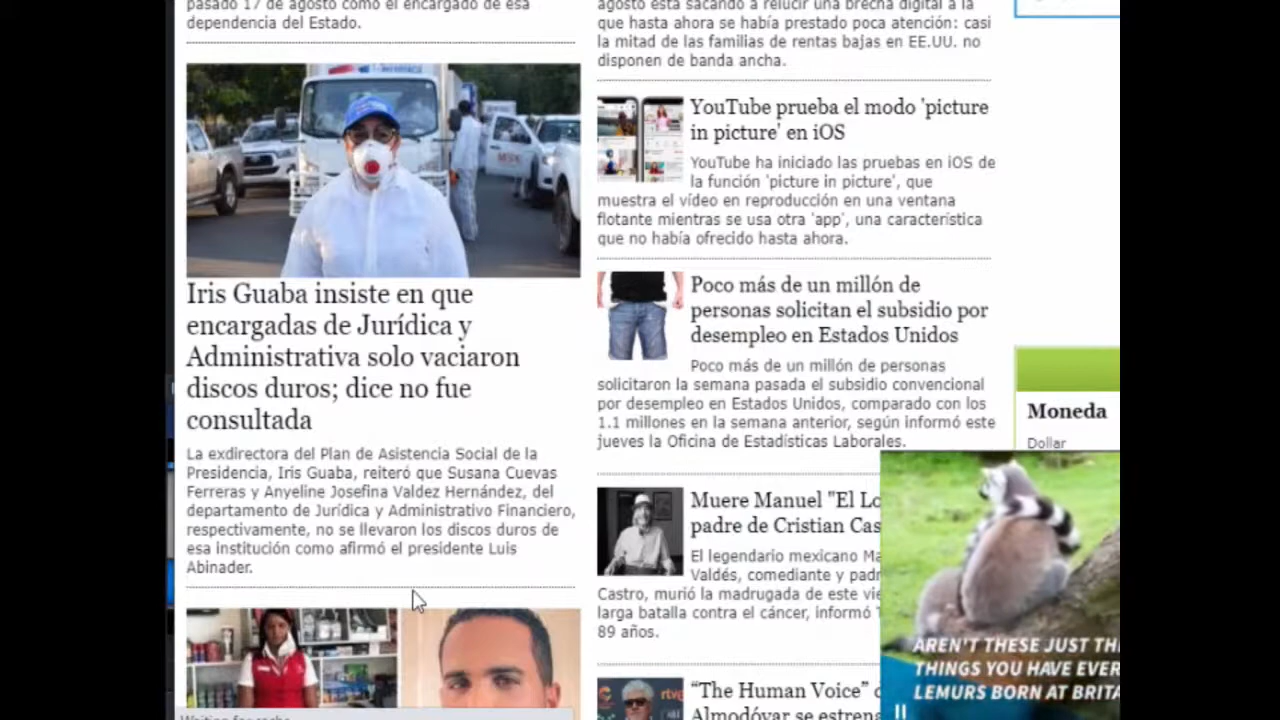 pasado 17 de agosto como el encargado de esa
dependencia del Estado.
Iris Guaba insiste en que
encargadas de Jurídica y
Administrativa solo vaciaron
discos duros; dice no fue
consultada
La exdirectora del Plan de Asistencia Social de la
Presidencia, Iris Guaba, reiteró que Susana Cuevas
Ferreras y Anyeline Josefina Valdez Hernández, del
departamento de Jurídica y Administrativo Financiero,
respectivamente, no se llevaron los discos duros de
esa institución como afirmó el presidente Luis
Abinader.
agosto está sacando a relucir una brecha digital a la
que hasta ahora se había prestado poca atención: casi
la mitad de las familias de rentas bajas en EE.UU. no
disponen de banda ancha.
YouTube prueba el modo 'picture
in picture' en iOS
YouTube ha iniciado las pruebas en iOS de
la función 'picture in picture', que
muestra el vídeo en reproducción en una ventana
flotante mientras se usa otra 'app', una característica
que no había ofrecido hasta ahora.
Poco más de un millón de
personas solicitan el subsidio por
desempleo en Estados Unidos
Poco más de un millón de personas
solicitaron la semana pasada el subsidio convencional
por desempleo en Estados Unidos, comparado con los
1.1 millones en la semana anterior, según informó este
jueves la Oficina de Estadísticas Laborales.
Muere Manuel "El Lo
padre de Cristian Cas
El legendario mexicano Ma
Valdés, comediante y padr
Castro, murió la madrugada de este vie
larga batalla contra el cáncer, informó
89 años.
"The Human Voice" d
Almodóvar se estrena
rtve
Moneda
Dollar
AREN'T THESE JUST TH
THINGS YOU HAVE EVER
LEMURS BORN AT BRITA